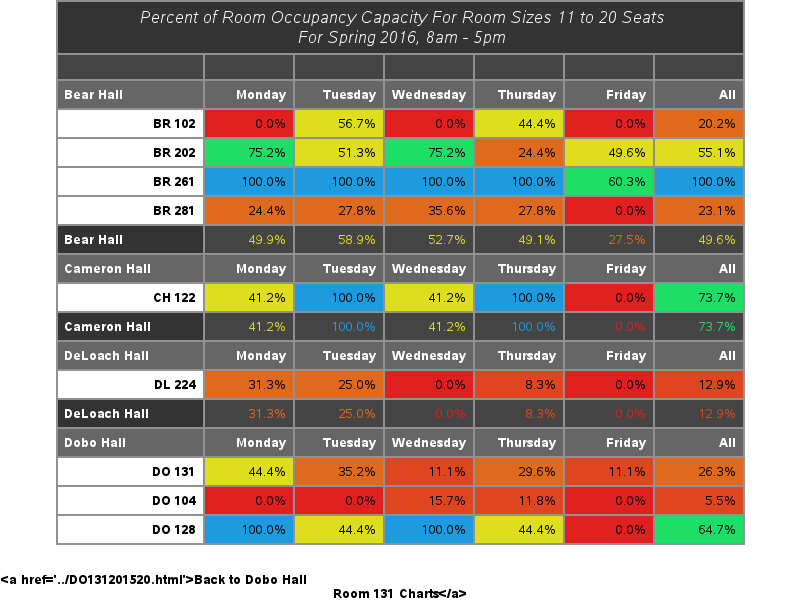 Percent of Room Occupancy Capacity For Room Sizes 11 to 20 Seats
For Spring 2016, 8am - 5pm
Bear Hall Monday Tuesday Wednesday Thursday Friday All
BR 102 0.0% 56.7% 0.0% 44.4% 0.0% 20.2%
BR 202 75.2% 51.3% 75.2% 24.4% 49.6% 55.1%
BR 261 100.0% 100.0% 100.0% 100.0% 60.3% 100.0%
BR 281 24.4% 27.8% 35.6% 27.8% 0.0% 23.1%
Bear Hall 49.9% 58.9% 52.7% 49.1% 27.5% 49.6%
Cameron Hall Monday Tuesday Wednesday Thursday Friday All
CH 122 41.2% 100.0% 41.2% 100.0% 0.0% 73.7%
Cameron Hall 41.2% 100.0% 41.2% 100.0% 0.0% 73.7%
DeLoach Hall Monday Tuesday Wednesday Thursday Friday All
DL 224 31.3% 25.0% 0.0% 8.3% 0.0% 12.9%
DeLoach Hall 31.3% 25.0% 0.0% 8.3% 0.0% 12.9%
Dobo Hall Monday Tuesday Wednesday Thursday Friday All
DO 131 44.4% 35.2% 11.1% 29.6% 11.1% 26.3%
DO 104 0.0% 0.0% 15.7% 11.8% 0.0% 5.5%
DO 128 100.0% 44.4% 100.0% 44.4% 0.0% 64.7%
<a href='../DO131201520.html'>Back to Dobo Hall
Room 131 Charts</a>